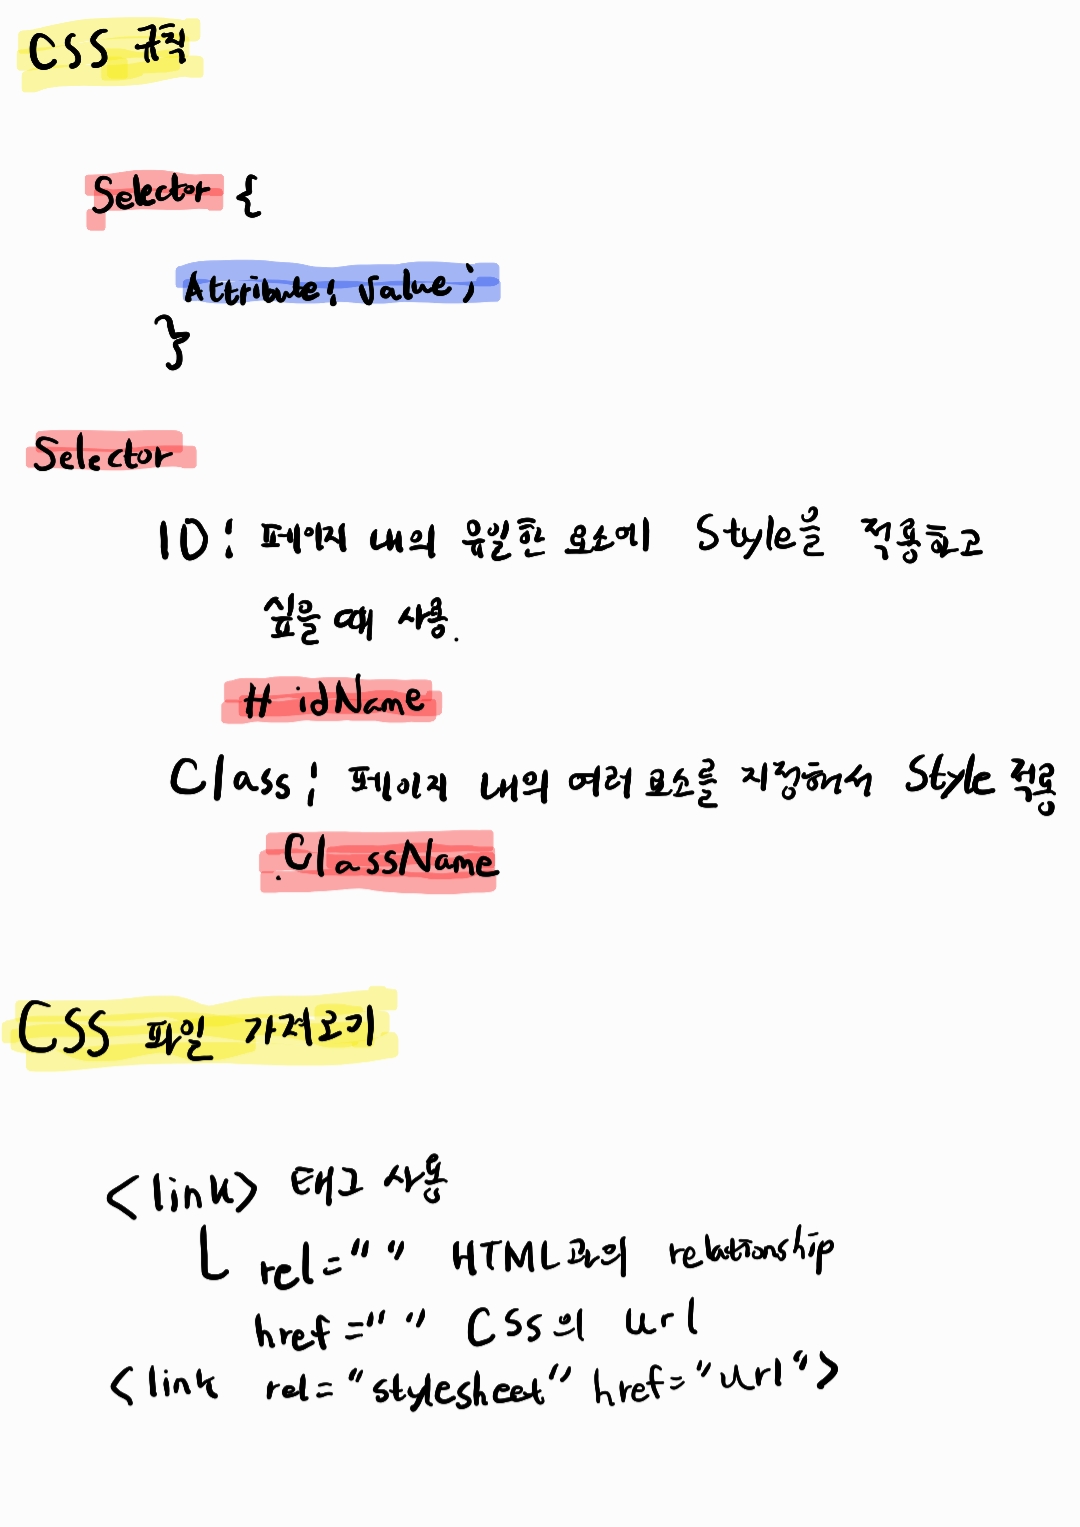 CSS 규칙
Selector {
Attribute: value;
}
Selector
ID: 페이지 내의 유일한 요소에 Style을 적용하고
싶을 때 사용.
# idName
Class: 페이지 내의 여러 요소를 지정해서 Style 적용
.ClassName
CSS 파일 가져오기
<link> 태그 사용
rel=" " HTML과의 relationship
href=" " CSS의 url
<link rel="stylesheet" href="url">